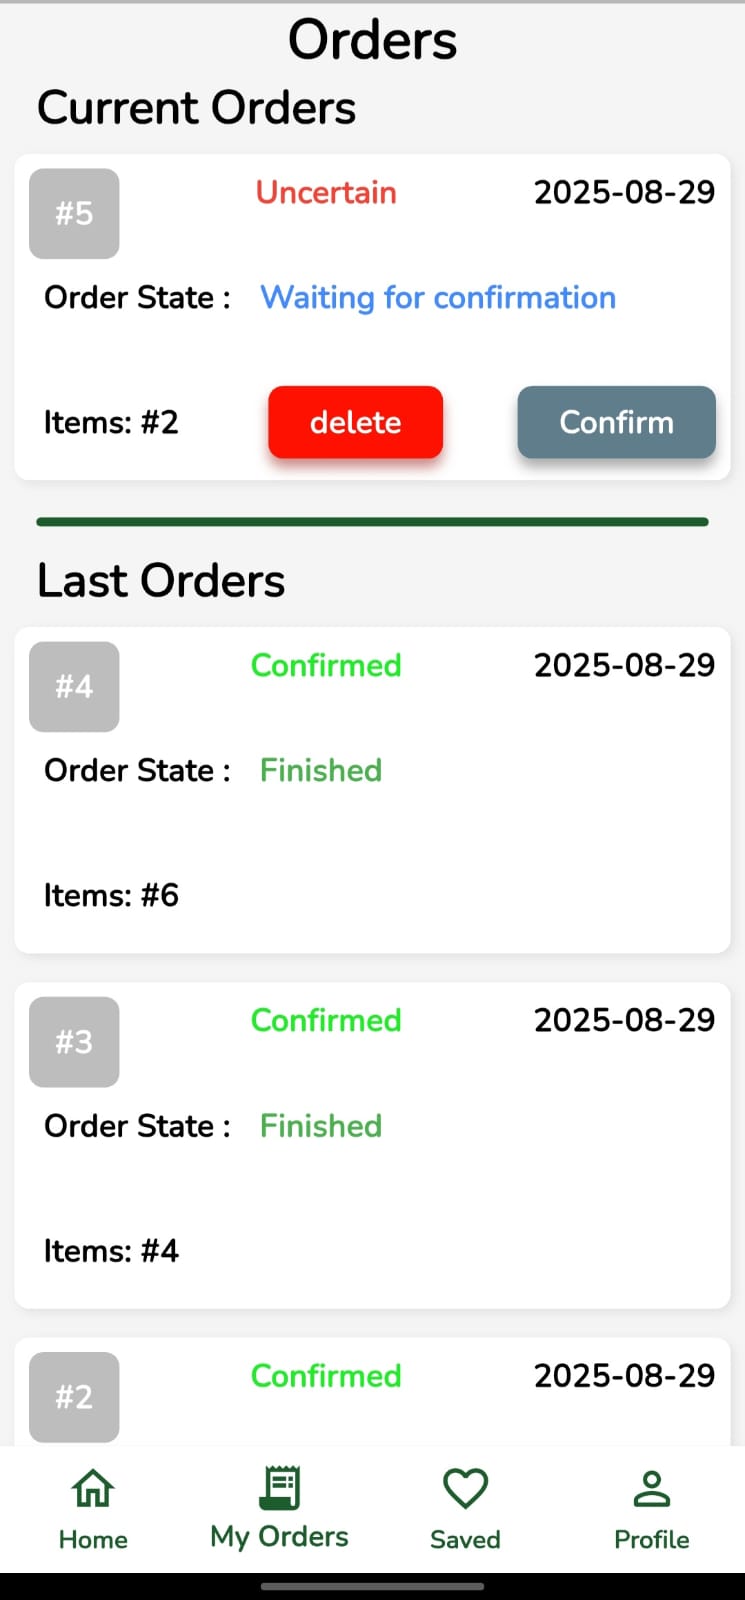 Orders
Current Orders
#5 Uncertain 2025-08-29
Order State : Waiting for confirmation
Items: #2 delete Confirm
Last Orders
#4 Confirmed 2025-08-29
Order State : Finished
Items: #6
#3 Confirmed 2025-08-29
Order State : Finished
Items: #4
#2 Confirmed 2025-08-29
Home My Orders Saved Profile